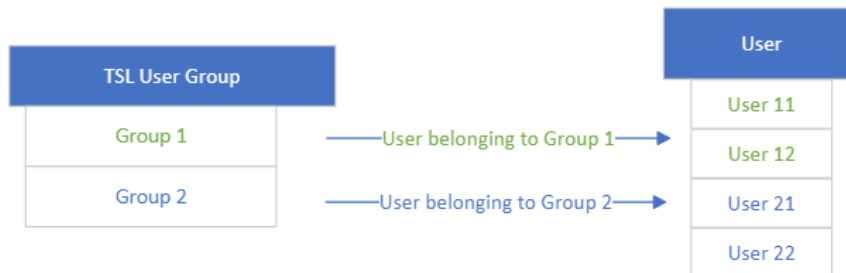 TSL User Group
Group 1
Group 2
User belonging to Group 1
User belonging to Group 2
User
User 11
User 12
User 21
User 22